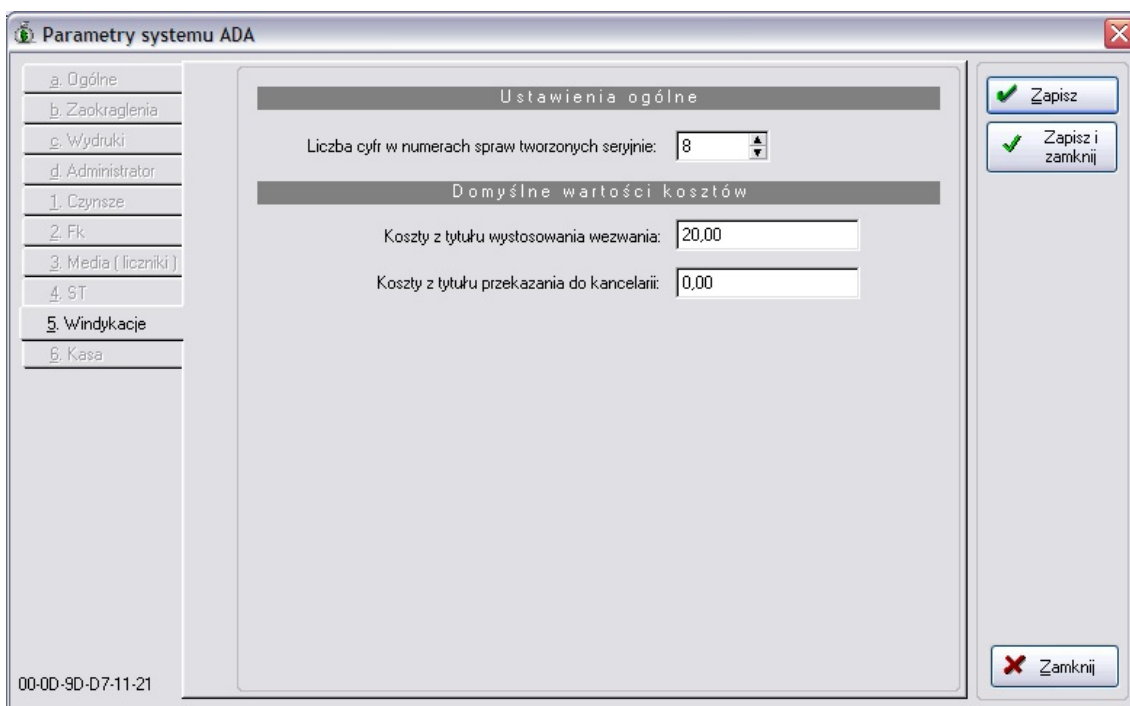 Parametry systemu ADA
a. Ogólne
b. Zaokraglenia
c. Wydruki
d. Administrator
1. Czynsze
2. Fk
3. Media ( liczniki )
4. ST
5. Windykacje
6. Kasa
00-0D-9D-D7-11-21
Ustawienia ogólne
Liczba cyfr w numerach spraw tworzonych seryjnie: 8
Domyślne wartości kosztów
Koszty z tytułu wystosowania wezwania: 20,00
Koszty z tytułu przekazania do kancelarii: 0,00
Zapisz
Zapisz i
zamknij
Zamknij